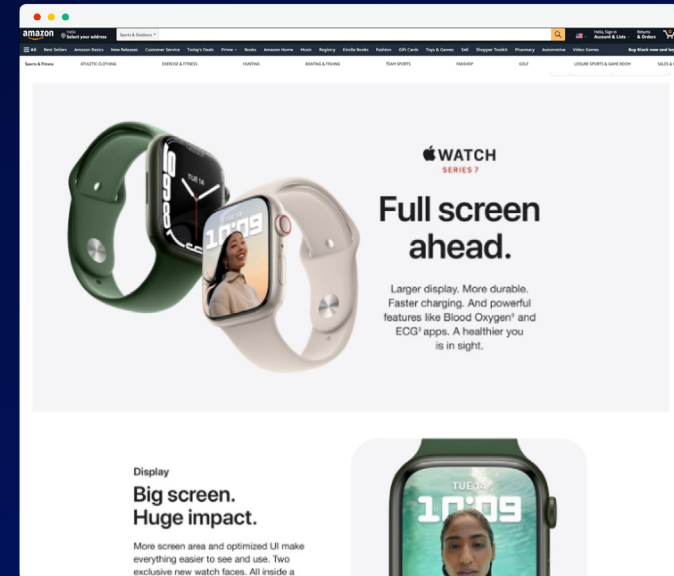 amazon
Hello
Select your address
Sports & Outdoors
Hello, Sign in
Account & Lists
Returns
& Orders
All Best Sellers Amazon Basics New Releases Customer Service Today's Deals Prime Books Amazon Home Music Registry Kindle Books Fashion Gift Cards Toys & Games Sell Shopper Toolkit Pharmacy Automotive Video Games Buy Black now and
Sports & Fitness ATHLETIC CLOTHING EXERCISE & FITNESS HUNTING BOATING & FISHING TEAM SPORTS FANSHOP GOLF LEISURE SPORTS & GAME ROOM SALES &
WATCH
SERIES 7
Full screen
ahead.
Larger display. More durable.
Faster charging. And powerful
features like Blood Oxygen² and
ECG³ apps. A healthier you
is in sight.
TUE 14
TUE 14
10:09
Display
Big screen.
Huge impact.
More screen area and optimized UI make
everything easier to see and use. Two
exclusive new watch faces. All inside a
TUE 14
10:09